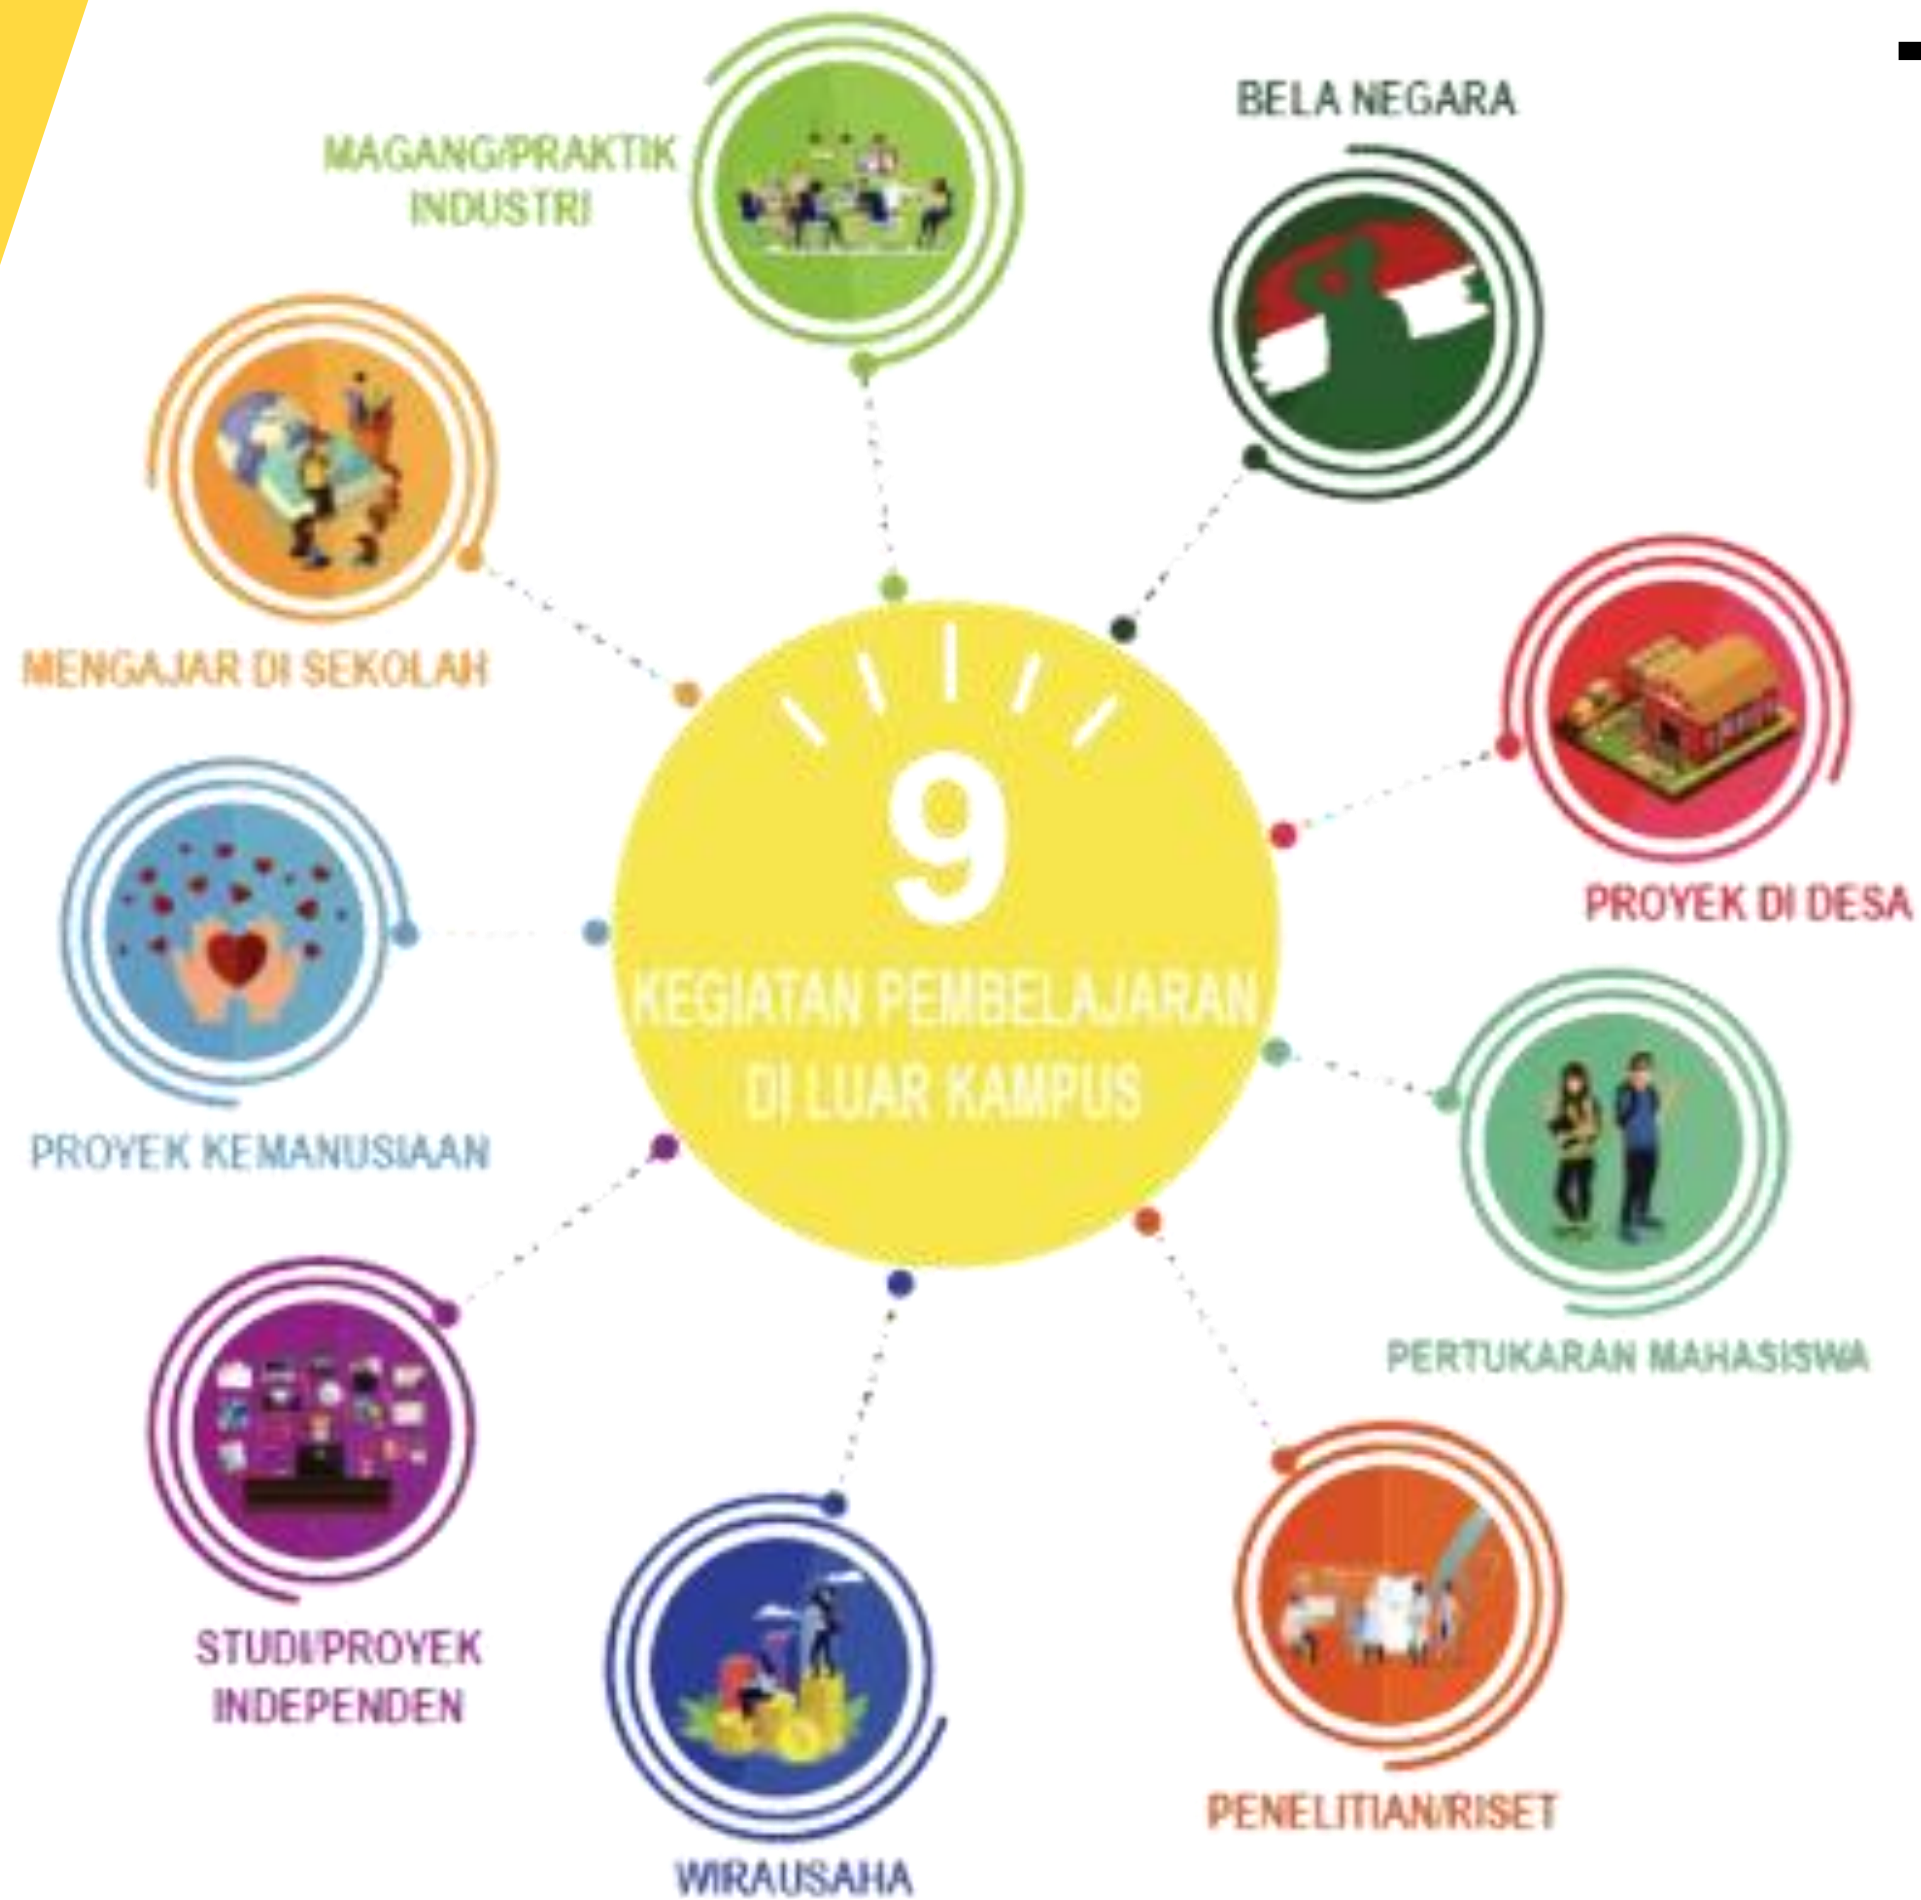 MAGANG/PRAKTIK
INDUSTRI
BELA NEGARA
MENGAJAR DI SEKOLAH
PROYEK DI DESA
9
KEGIATAN PEMBELAJARAN
DI LUAR KAMPUS
PROYEK KEMANUSIAAN
PERTUKARAN MAHASISWA
STUDI/PROYEK
INDEPENDEN
PENELITIAN/RISET
WIRAUSAHA